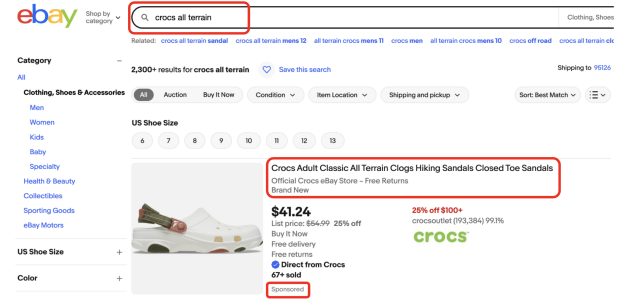 ebay
Shop by category
crocs all terrain
Clothing, Shoes
Related: crocs all terrain sandal crocs all terrain mens 12 all terrain crocs mens 11 crocs men all terrain crocs mens 10 crocs off road crocs all terrain clo
Category
2,300+ results for crocs all terrain
Save this search
Shipping to 95126
All
Clothing, Shoes & Accessories
Men
Women
Kids
Baby
Specialty
Health & Beauty
Collectibles
Sporting Goods
eBay Motors
US Shoe Size
Color
All Auction Buy It Now Condition Item Location Shipping and pickup Sort: Best Match
US Shoe Size
6 7 8 9 10 11 12 13
Crocs Adult Classic All Terrain Clogs Hiking Sandals Closed Toe Sandals
Official Crocs eBay Store – Free Returns
Brand New
$41.24
List price: $54.99 25% off
Buy It Now
Free delivery
Free returns
Direct from Crocs
67+ sold
Sponsored
25% off $100+
crocsoutlet (193,384) 99.1%
crocs